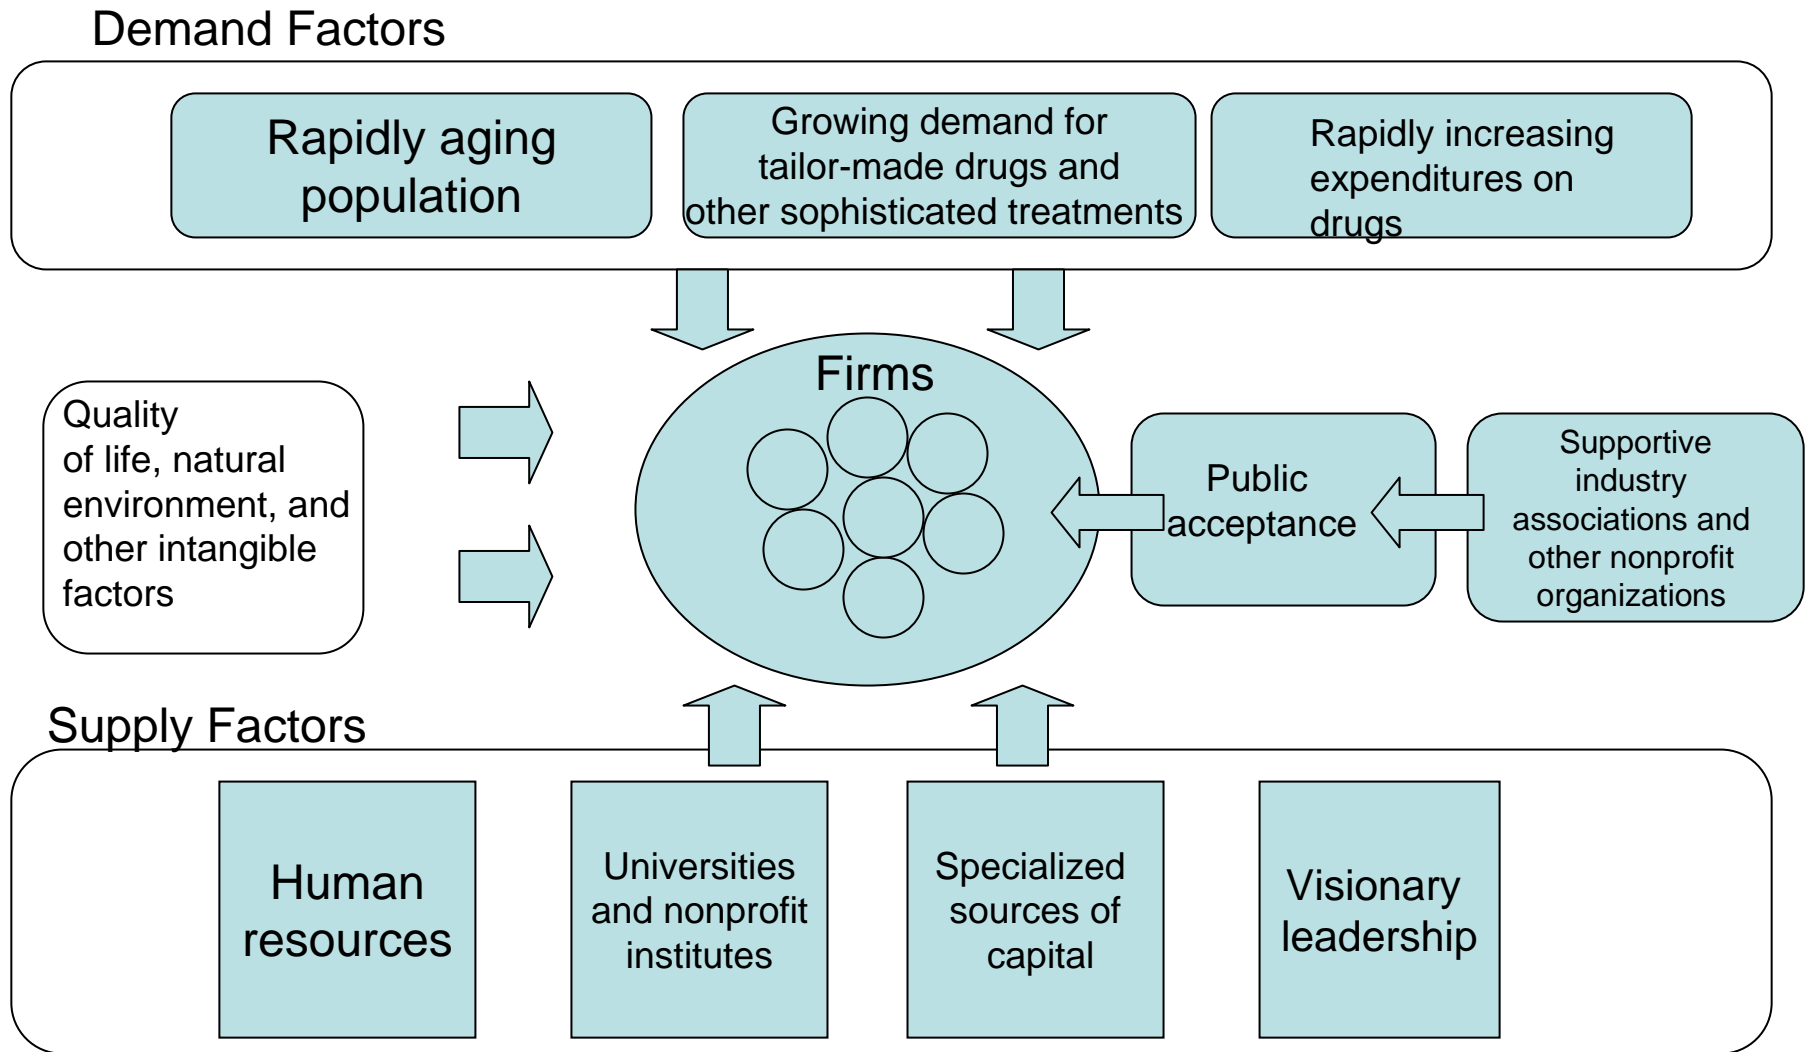 Demand Factors
Rapidly aging
population
Growing demand for
tailor-made drugs and
other sophisticated treatments
Rapidly increasing
expenditures on
drugs
Firms
Quality
of life, natural
environment, and
other intangible
factors
Public
acceptance
Supportive
industry
associations and
other nonprofit
organizations
Supply Factors
Human
resources
Universities
and nonprofit
institutes
Specialized
sources of
capital
Visionary
leadership